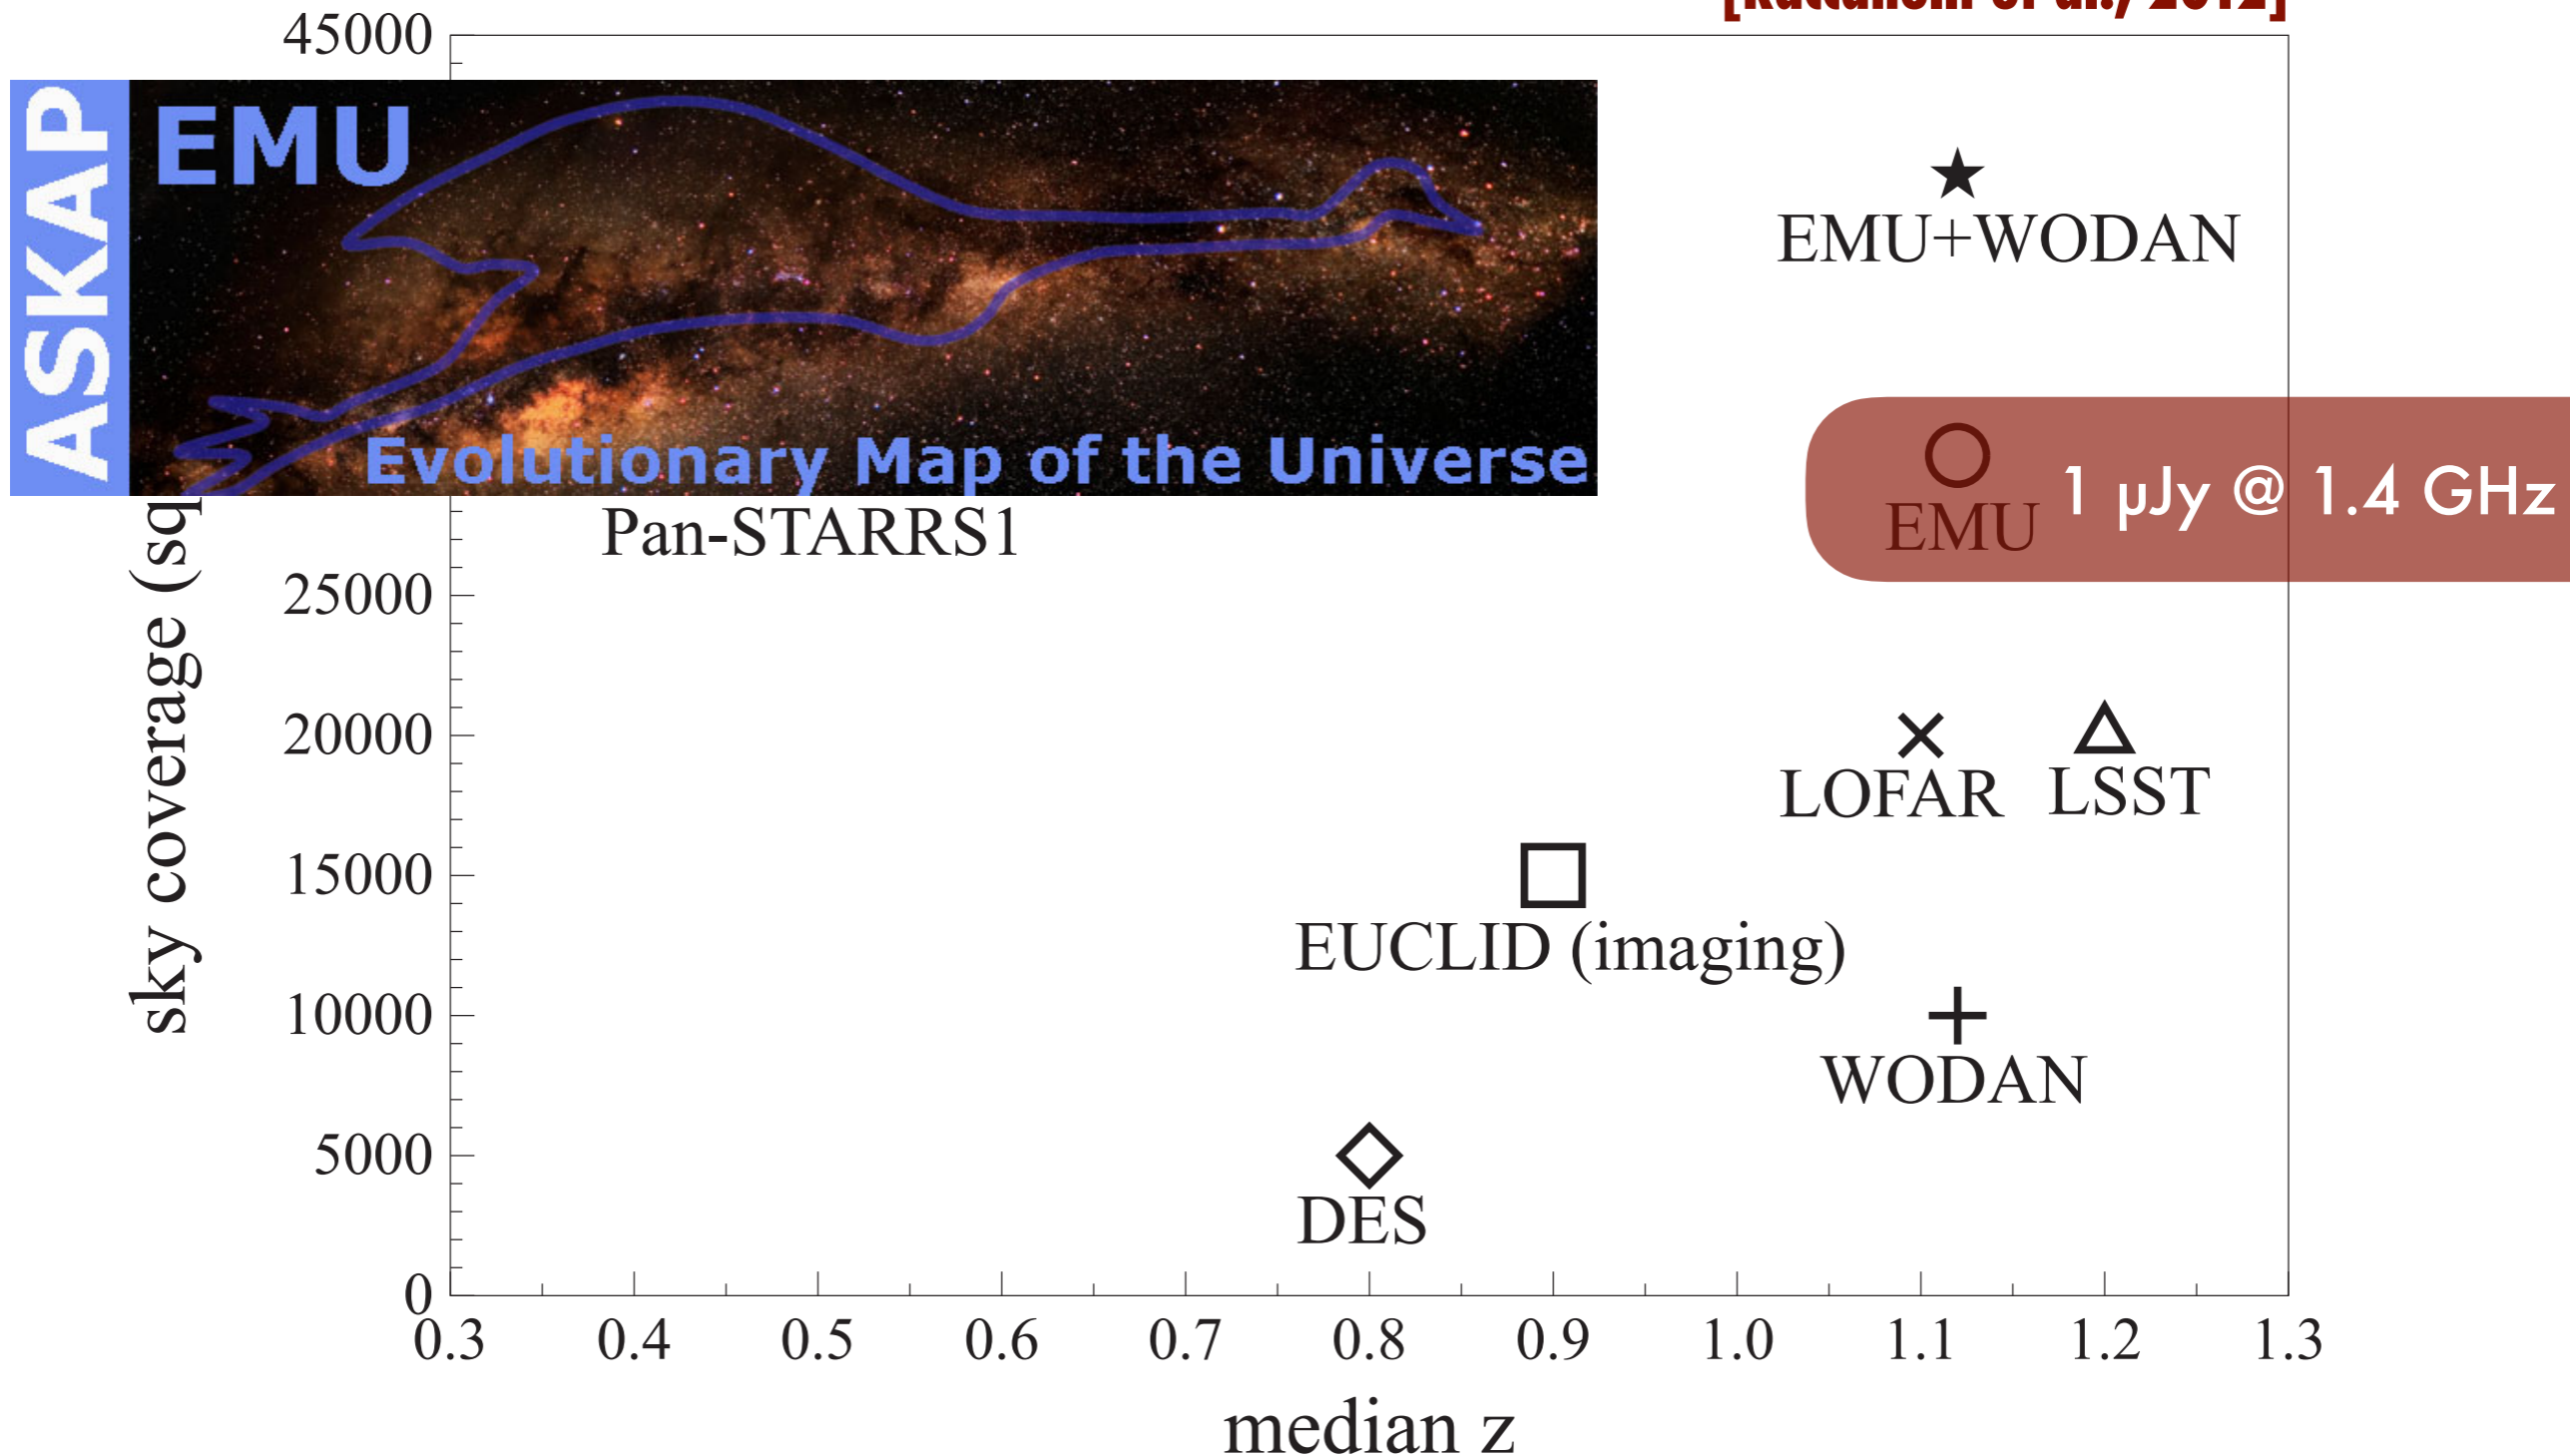 45000
ASKAP
EMU
Evolutionary Map of the Universe
EMU+WODAN
EMU
1 µJy @ 1.4 GHz
Pan-STARRS1
sky coverage (sq
25000
20000
LOFAR
LSST
15000
EUCLID (imaging)
10000
WODAN
5000
DES
0
0.3 0.4 0.5 0.6 0.7 0.8 0.9 1.0 1.1 1.2 1.3
median z